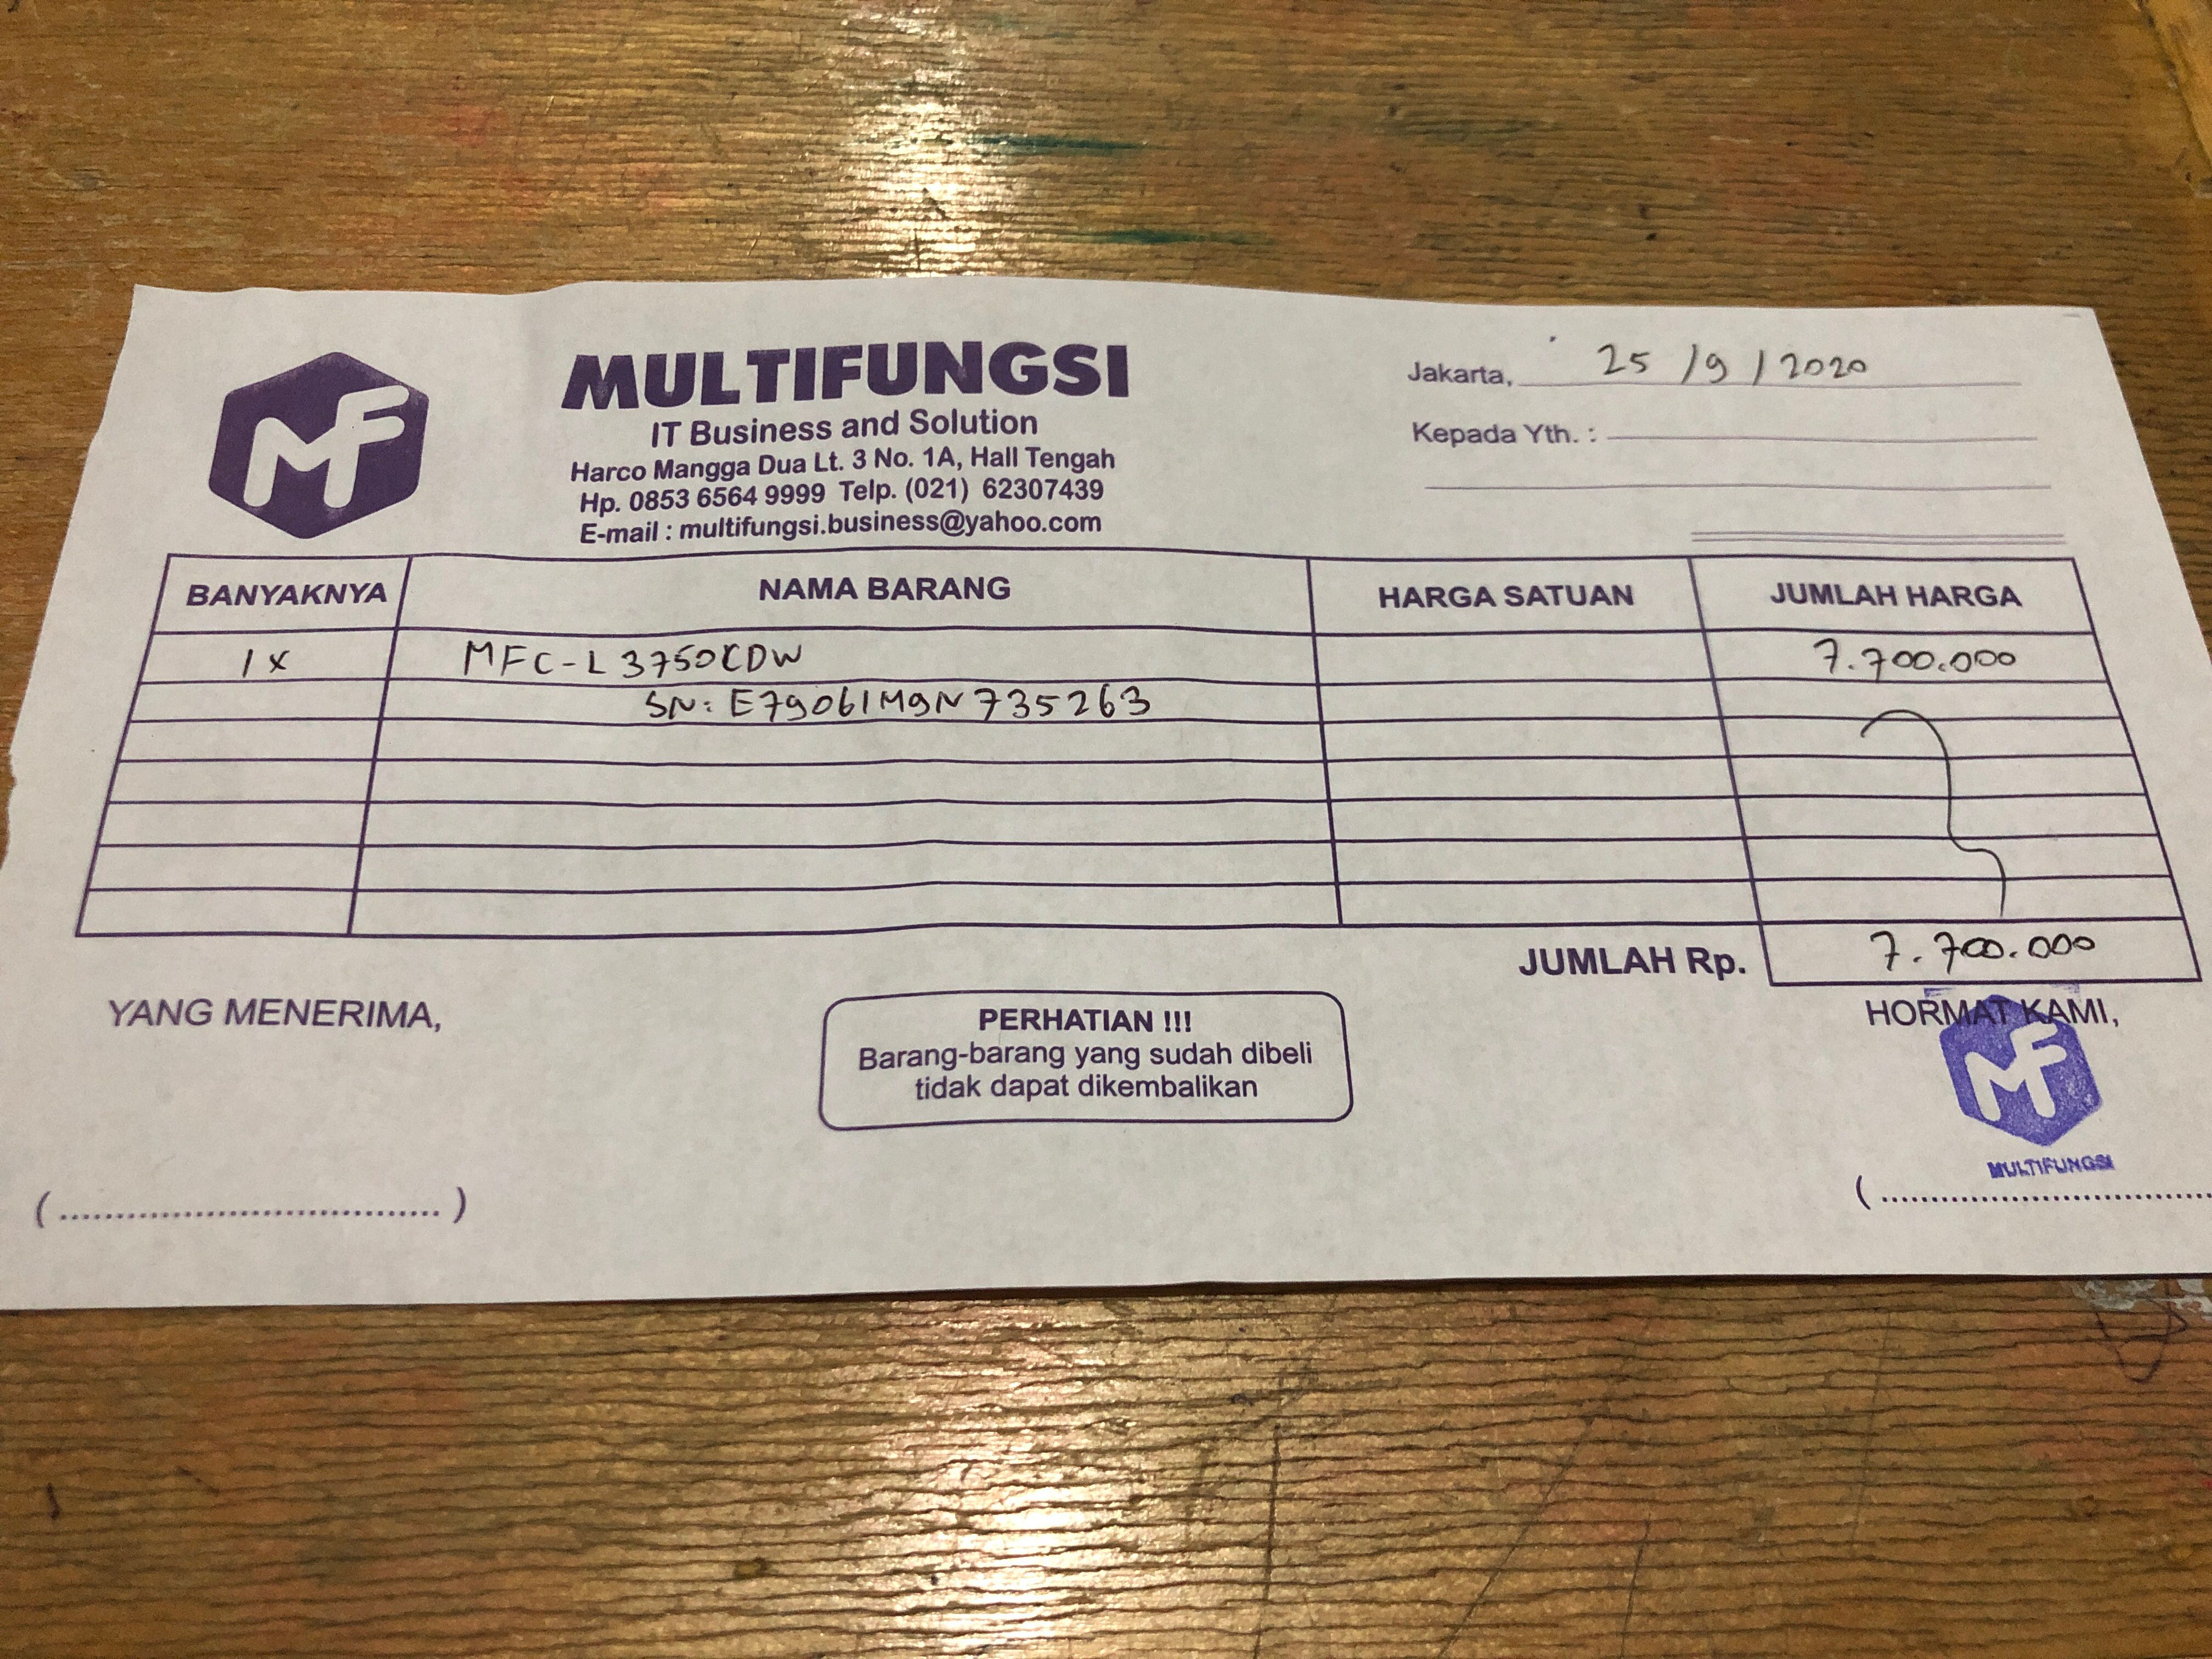 MF
MULTIFUNGSI
IT Business and Solution
Harco Mangga Dua Lt. 3 No. 1A, Hall Tengah
Hp. 0853 6564 9999 Telp. (021) 62307439
E-mail : multifungsi.business@yahoo.com
Jakarta, 25 / 9 / 2020
Kepada Yth. :
BANYAKNYA NAMA BARANG HARGA SATUAN JUMLAH HARGA
1x MFC-L3750CDW 7.700.000
SN: E79061M9N735263
JUMLAH Rp. 7.700.000
YANG MENERIMA,
PERHATIAN !!!
Barang-barang yang sudah dibeli
tidak dapat dikembalikan
HORMAT KAMI,
MF
MULTIFUNGSI
(.................................)
(.................................